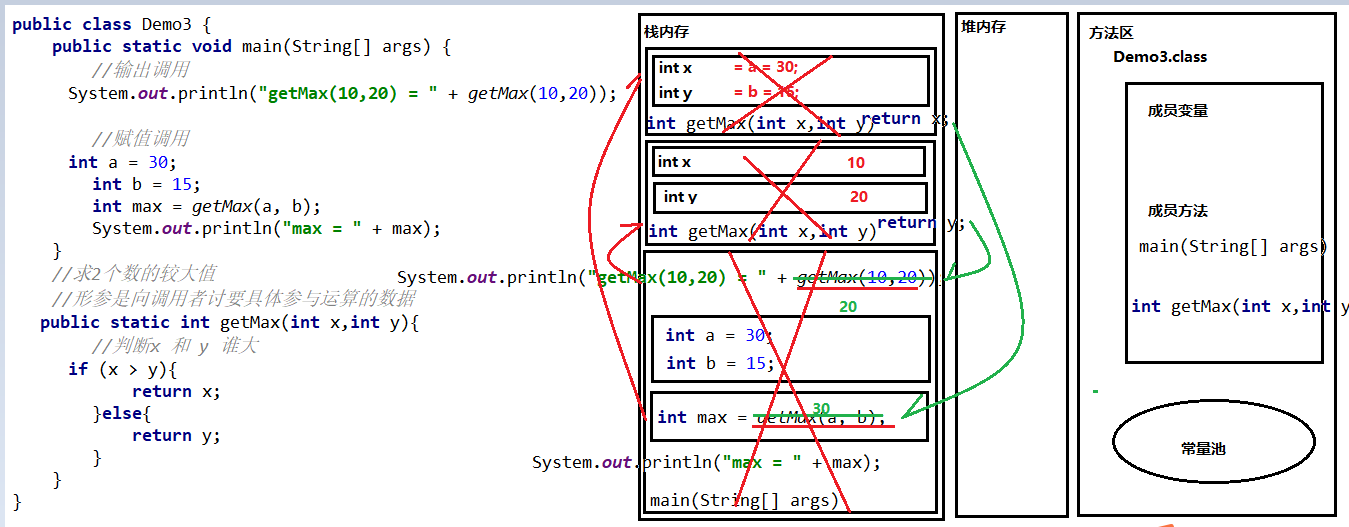 public class Demo3 {
public static void main(String[] args) {
//输出调用
System.out.println("getMax(10,20) = " + getMax(10,20));
//赋值调用
int a = 30;
int b = 15;
int max = getMax(a, b);
System.out.println("max = " + max);
}
//求2个数的较大值
//形参是向调用者讨要具体参与运算的数据
public static int getMax(int x,int y){
//判断x 和 y 谁大
if (x > y){
return x;
}else{
return y;
}
}
}
栈内存
int x = a = 30;
int y = b = 15;
int getMax(int x,int y) return x;
int x 10
int y 20
int getMax(int x,int y) return y;
System.out.println("getMax(10,20) = " + getMax(10,20));
20
int a = 30;
int b = 15;
30
int max = getMax(a, b);
System.out.println("max = " + max);
main(String[] args)
堆内存
方法区
Demo3.class
成员变量
成员方法
main(String[] args)
int getMax(int x,int y
常量池